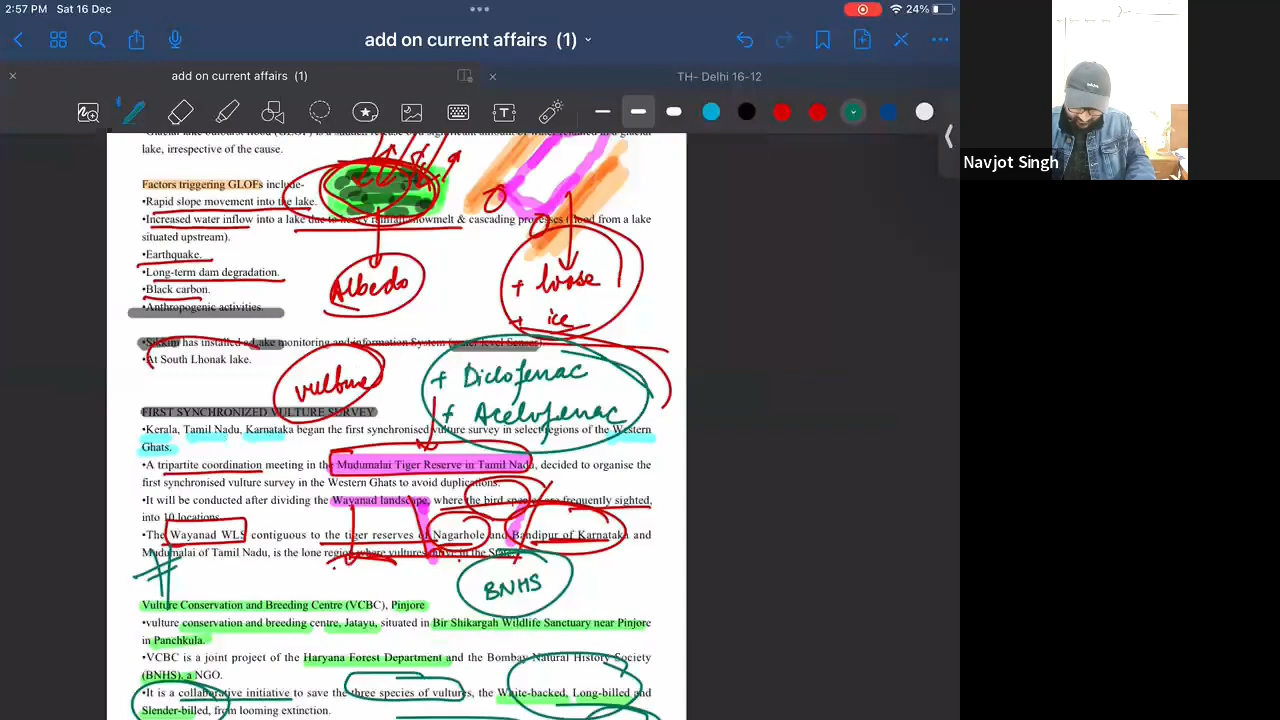 2:57 PM Sat 16 Dec
24%
add on current affairs (1)
add on current affairs (1)
TH- Delhi 16-12
Navjot Singh
lake, irrespective of the cause.
Factors triggering GLOFs include-
•Rapid slope movement into the lake.
•Increased water inflow into a lake due to heavy rainfall/snowmelt & cascading processes (flood from a lake
situated upstream).
•Earthquake.
•Long-term dam degradation.
•Black carbon.
•Anthropogenic activities.
Albedo
+ loose
+ ice
•Sikkim has installed a Lake monitoring and information System (water level Sensor)
•At South Lhonak lake.
vulture
+ Diclofenac
+ Aceclofenac
FIRST SYNCHRONIZED VULTURE SURVEY
•Kerala, Tamil Nadu, Karnataka began the first synchronised vulture survey in select regions of the Western
Ghats.
•A tripartite coordination meeting in the Mudumalai Tiger Reserve in Tamil Nadu, decided to organise the
first synchronised vulture survey in the Western Ghats to avoid duplications.
•It will be conducted after dividing the Wayanad landscape, where the bird species are frequently sighted,
into 10 locations.
•The Wayanad WLS contiguous to the tiger reserves of Nagarhole and Bandipur of Karnataka and
Mudumalai of Tamil Nadu, is the lone region where vultures move in the State.
#
BNHS
Vulture Conservation and Breeding Centre (VCBC), Pinjore
•vulture conservation and breeding centre, Jatayu, situated in Bir Shikargah Wildlife Sanctuary near Pinjore
in Panchkula.
•VCBC is a joint project of the Haryana Forest Department and the Bombay Natural History Society
(BNHS), a NGO.
•It is a collaborative initiative to save the three species of vultures, the White-backed, Long-billed and
Slender-billed, from looming extinction.